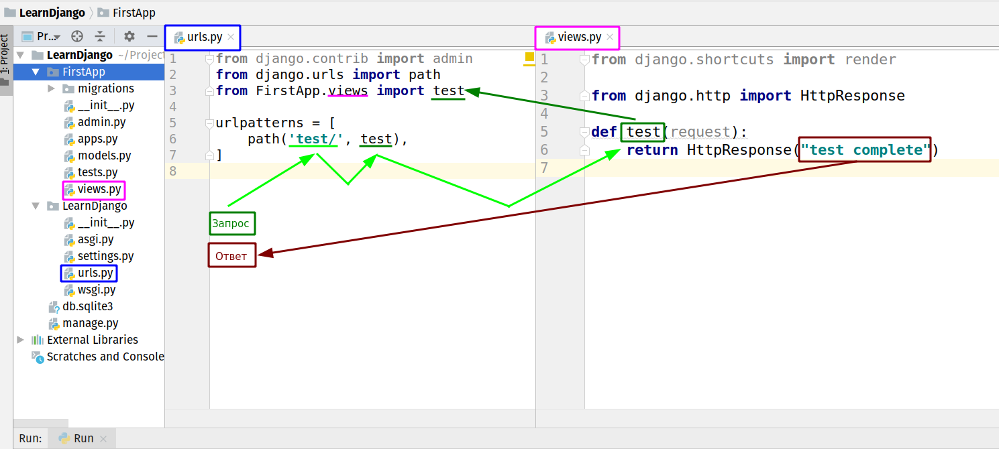 LearnDjango FirstApp
1: Project
Pr...
urls.py
views.py
LearnDjango ~/Project
FirstApp
migrations
__init__.py
admin.py
apps.py
models.py
tests.py
views.py
LearnDjango
__init__.py
asgi.py
settings.py
urls.py
wsgi.py
db.sqlite3
manage.py
External Libraries
Scratches and Console
1 from django.contrib import admin
2 from django.urls import path
3 from FirstApp.views import test
4
5 urlpatterns = [
6     path('test/', test),
7 ]
8
Запрос
Ответ
1 from django.shortcuts import render
2
3 from django.http import HttpResponse
4
5 def test(request):
6     return HttpResponse("test complete")
7
Run: Run